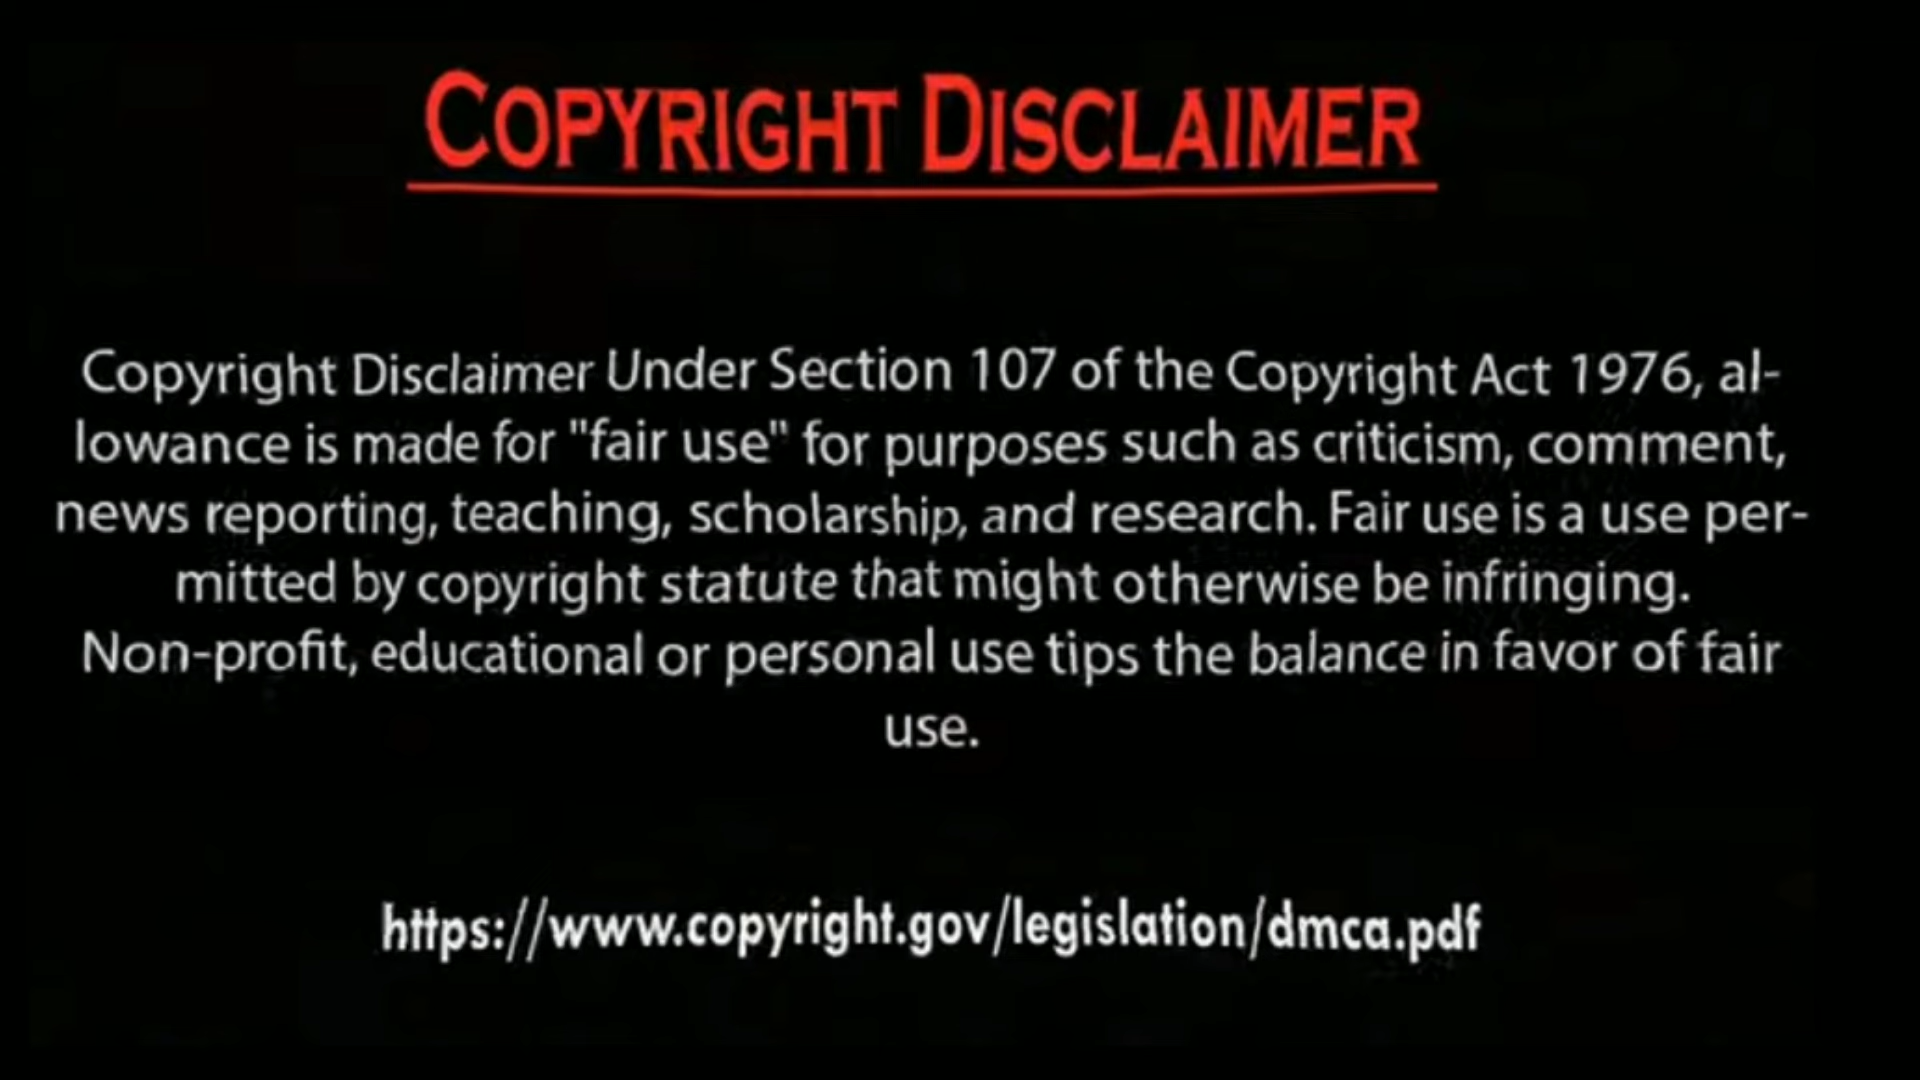 COPYRIGHT DISCLAIMER
Copyright Disclaimer Under Section 107 of the Copyright Act 1976, al-
lowance is made for "fair use" for purposes such as criticism, comment,
news reporting, teaching, scholarship, and research. Fair use is a use per-
mitted by copyright statute that might otherwise be infringing.
Non-profit, educational or personal use tips the balance in favor of fair
use.
https://www.copyright.gov/legislation/dmca.pdf